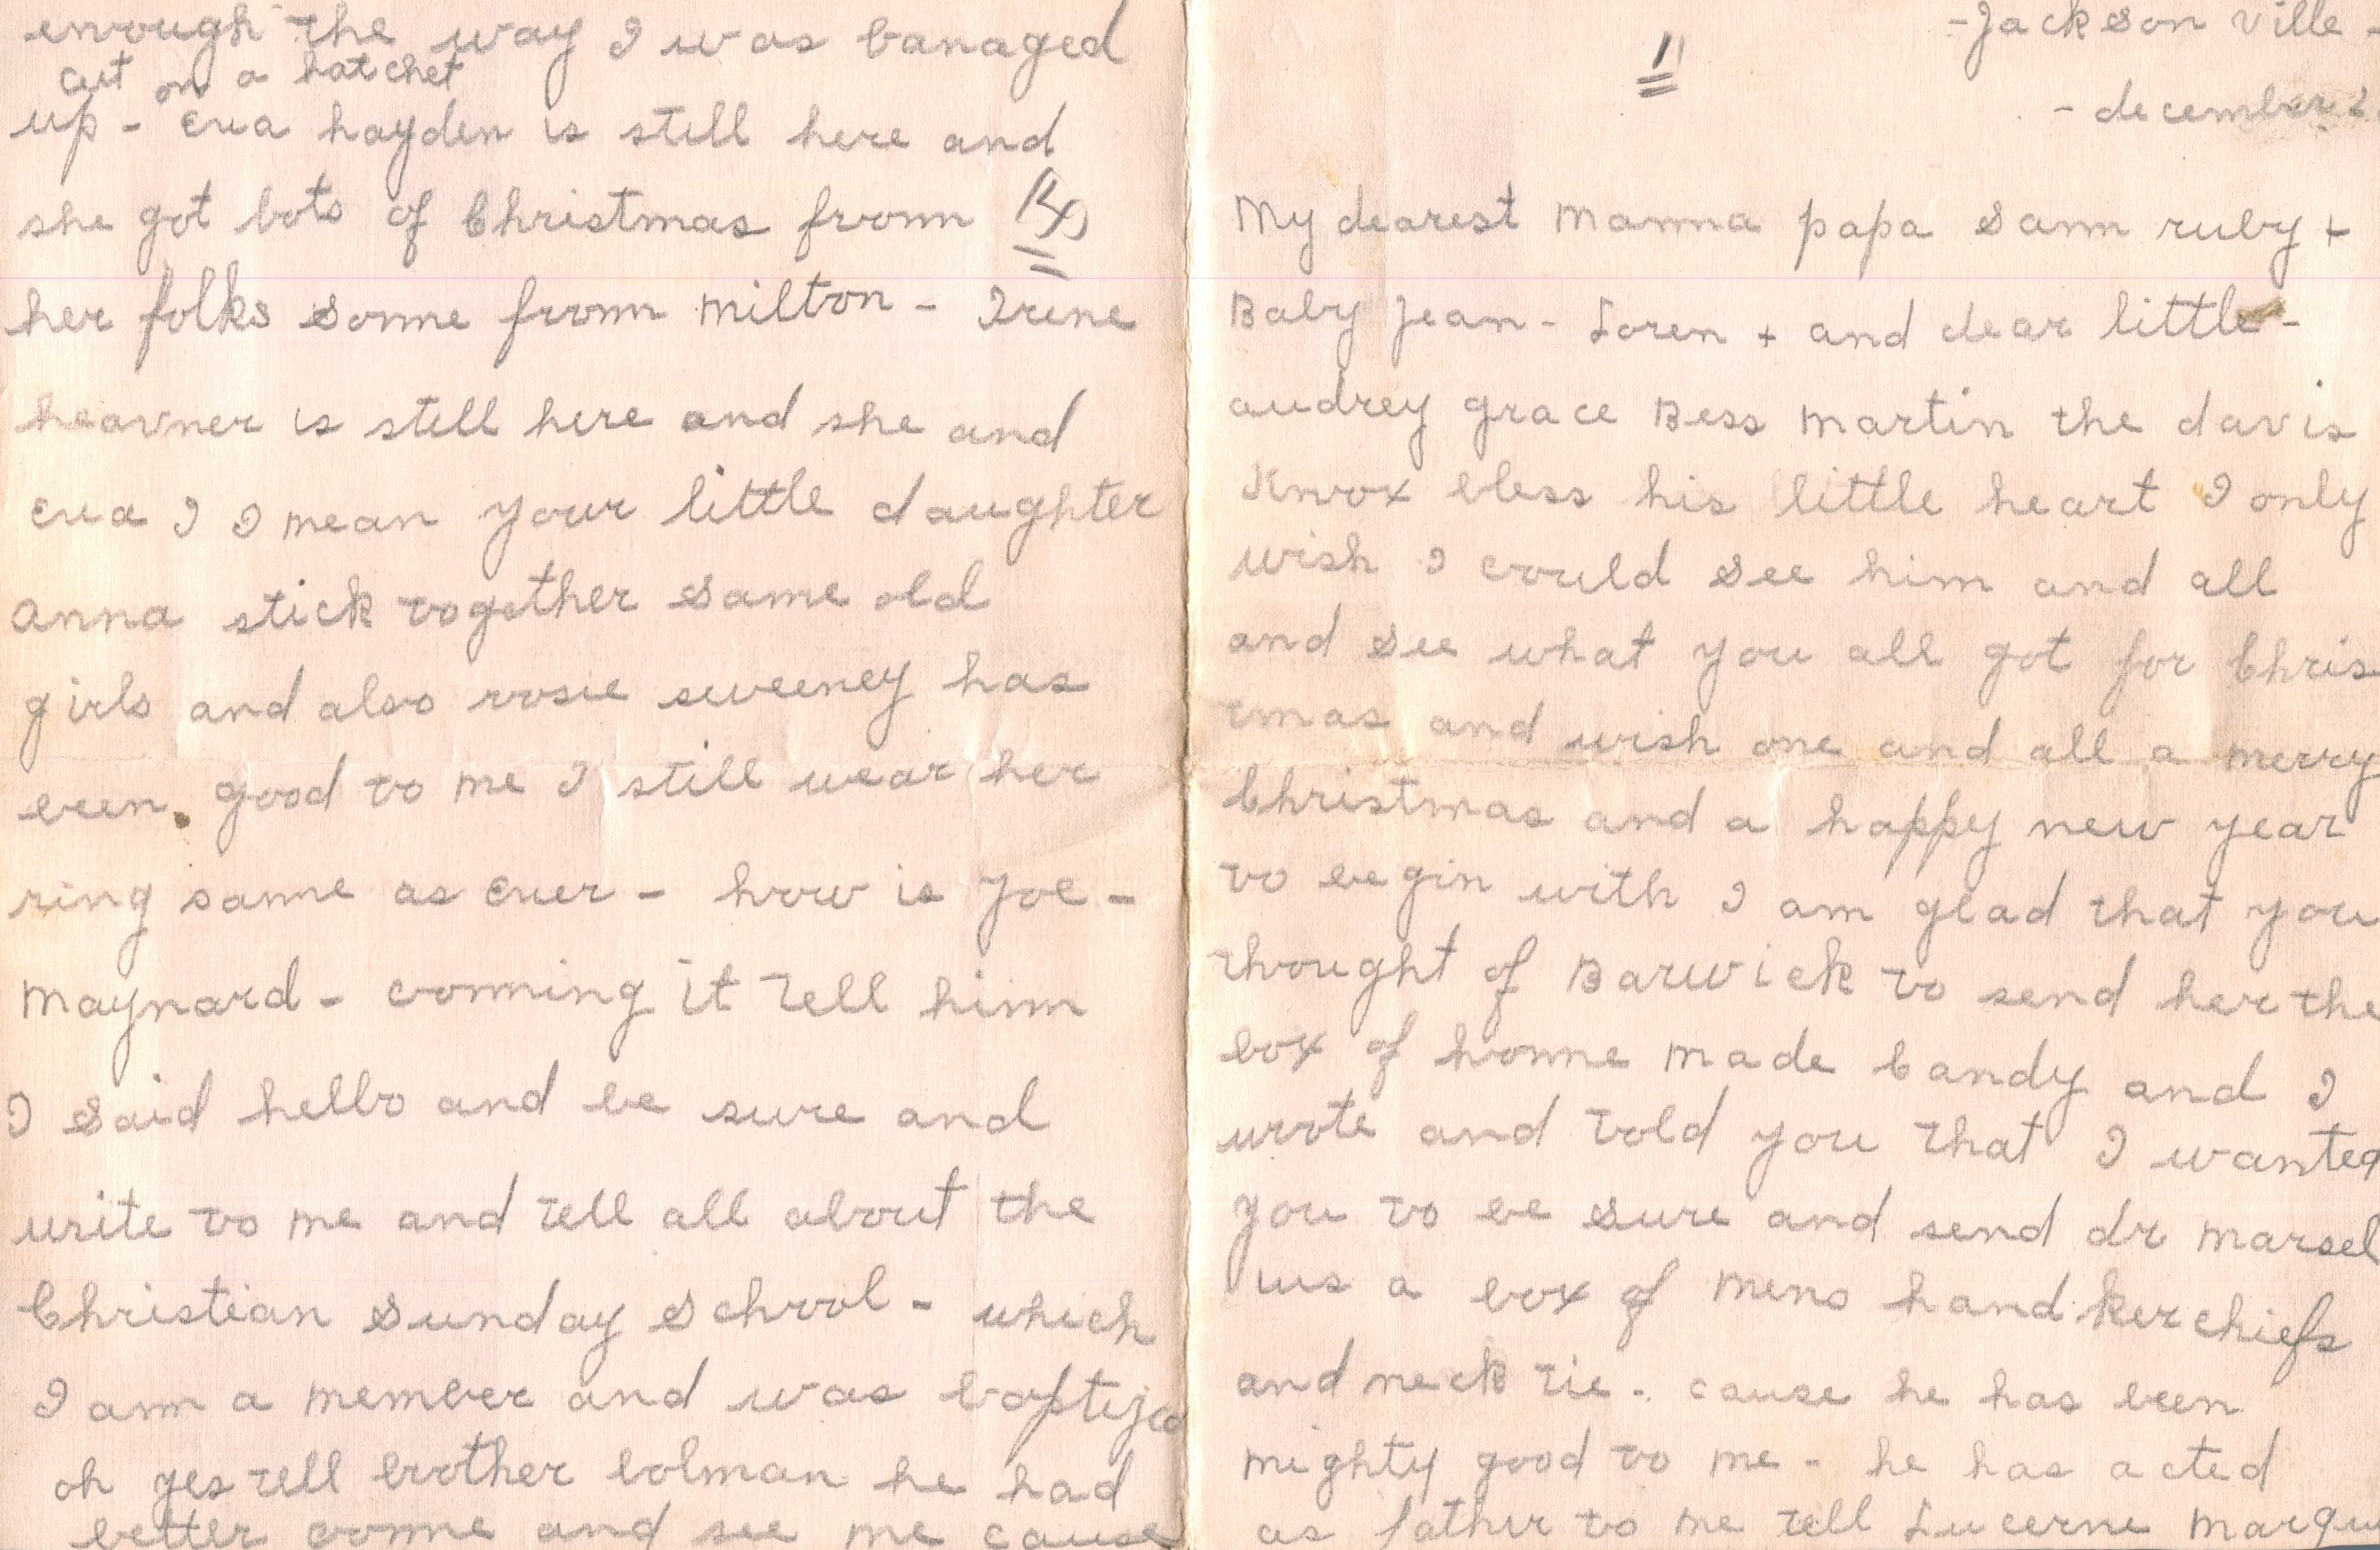 enough the way I was banaged
cut on a hatchet
up - Eva hayden is still here and
she got lots of Christmas from
14
her folks some from milton - Irene
heavner is still here and she and
Eva I I mean your little daughter
anna stick together same old
girls and also rosie sweeney has
been good to me I still wear her
ring same as ever - how is Joe -
maynard - comming it tell him
I said hello and be sure and
write to me and tell all about the
Christian Sunday School - which
I am a member and was baptized
oh yes tell brother bolman he had
better come and see me cause
- Jackson ville -
1
- december 2
My dearest Mamma papa Sam ruby +
Baby Jean - Loren + and dear little -
audrey grace Bess martin the davis
Knox bless his little heart I only
wish I could see him and all
and see what you all got for Chris
tmas and wish one and all a merry
Christmas and a happy new year
to begin with I am glad that you
thought of Barwick to send her the
box of home made Candy and I
wrote and told you that I wanted
you to be sure and send dr marsel
lus a box of mens handkerchiefs
and neck tie - cause he has been
mighty good to me - he has acted
as father to me tell Lucerne marqu